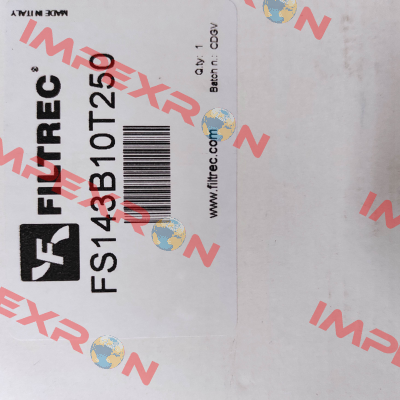 MADE IN ITALY
FILTREC®
FS143B10T250
www.filtrec.com
Q.ty: 1
Batch n.: CDGV
IMPEXRON
IMPEXRON
IMPEXRON
IMPEXRON